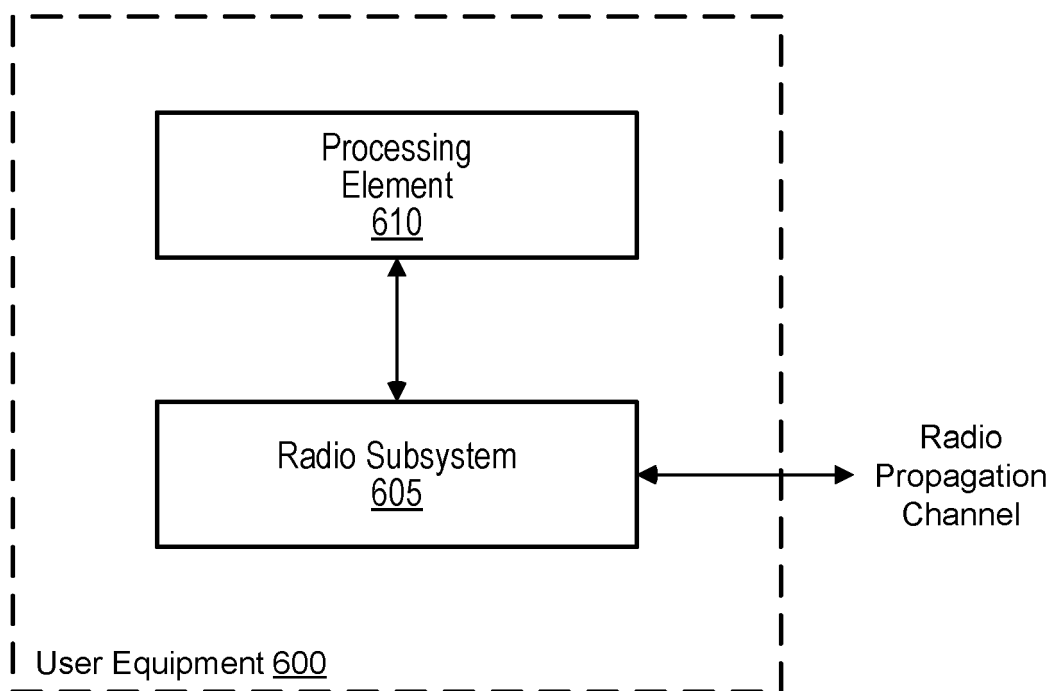 Processing
Element
610
Radio Subsystem
605
Radio
Propagation
Channel
User Equipment 600